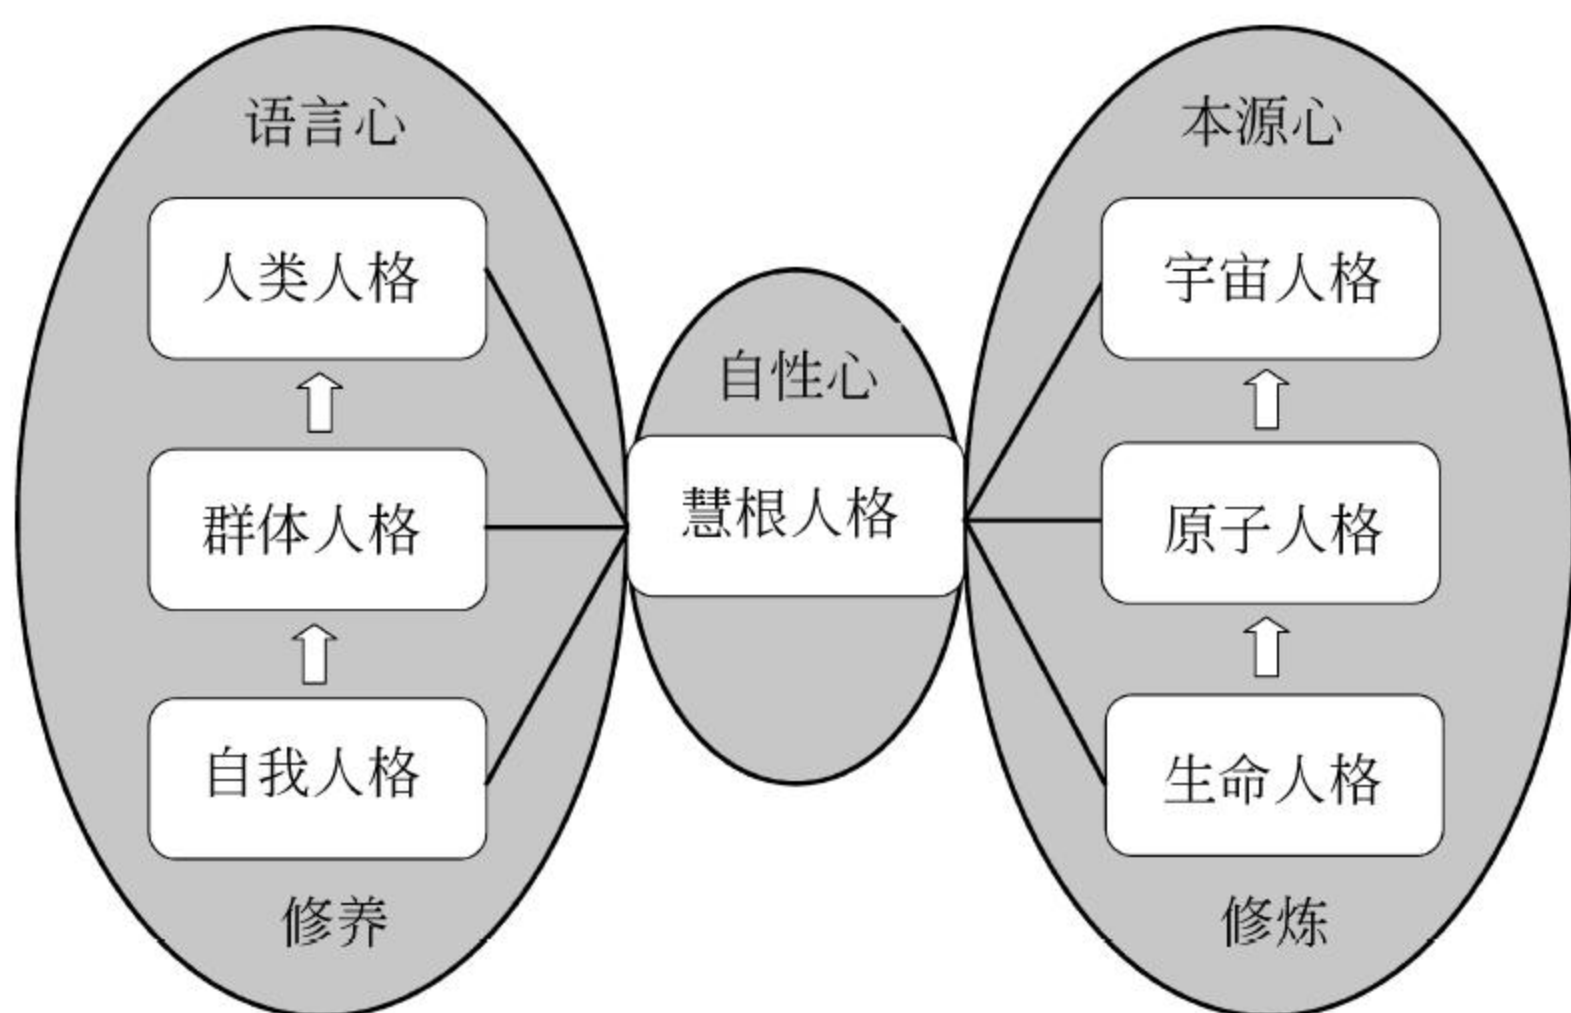 语言心
人类人格
群体人格
自我人格
修养
自性心
慧根人格
本源心
宇宙人格
原子人格
生命人格
修炼